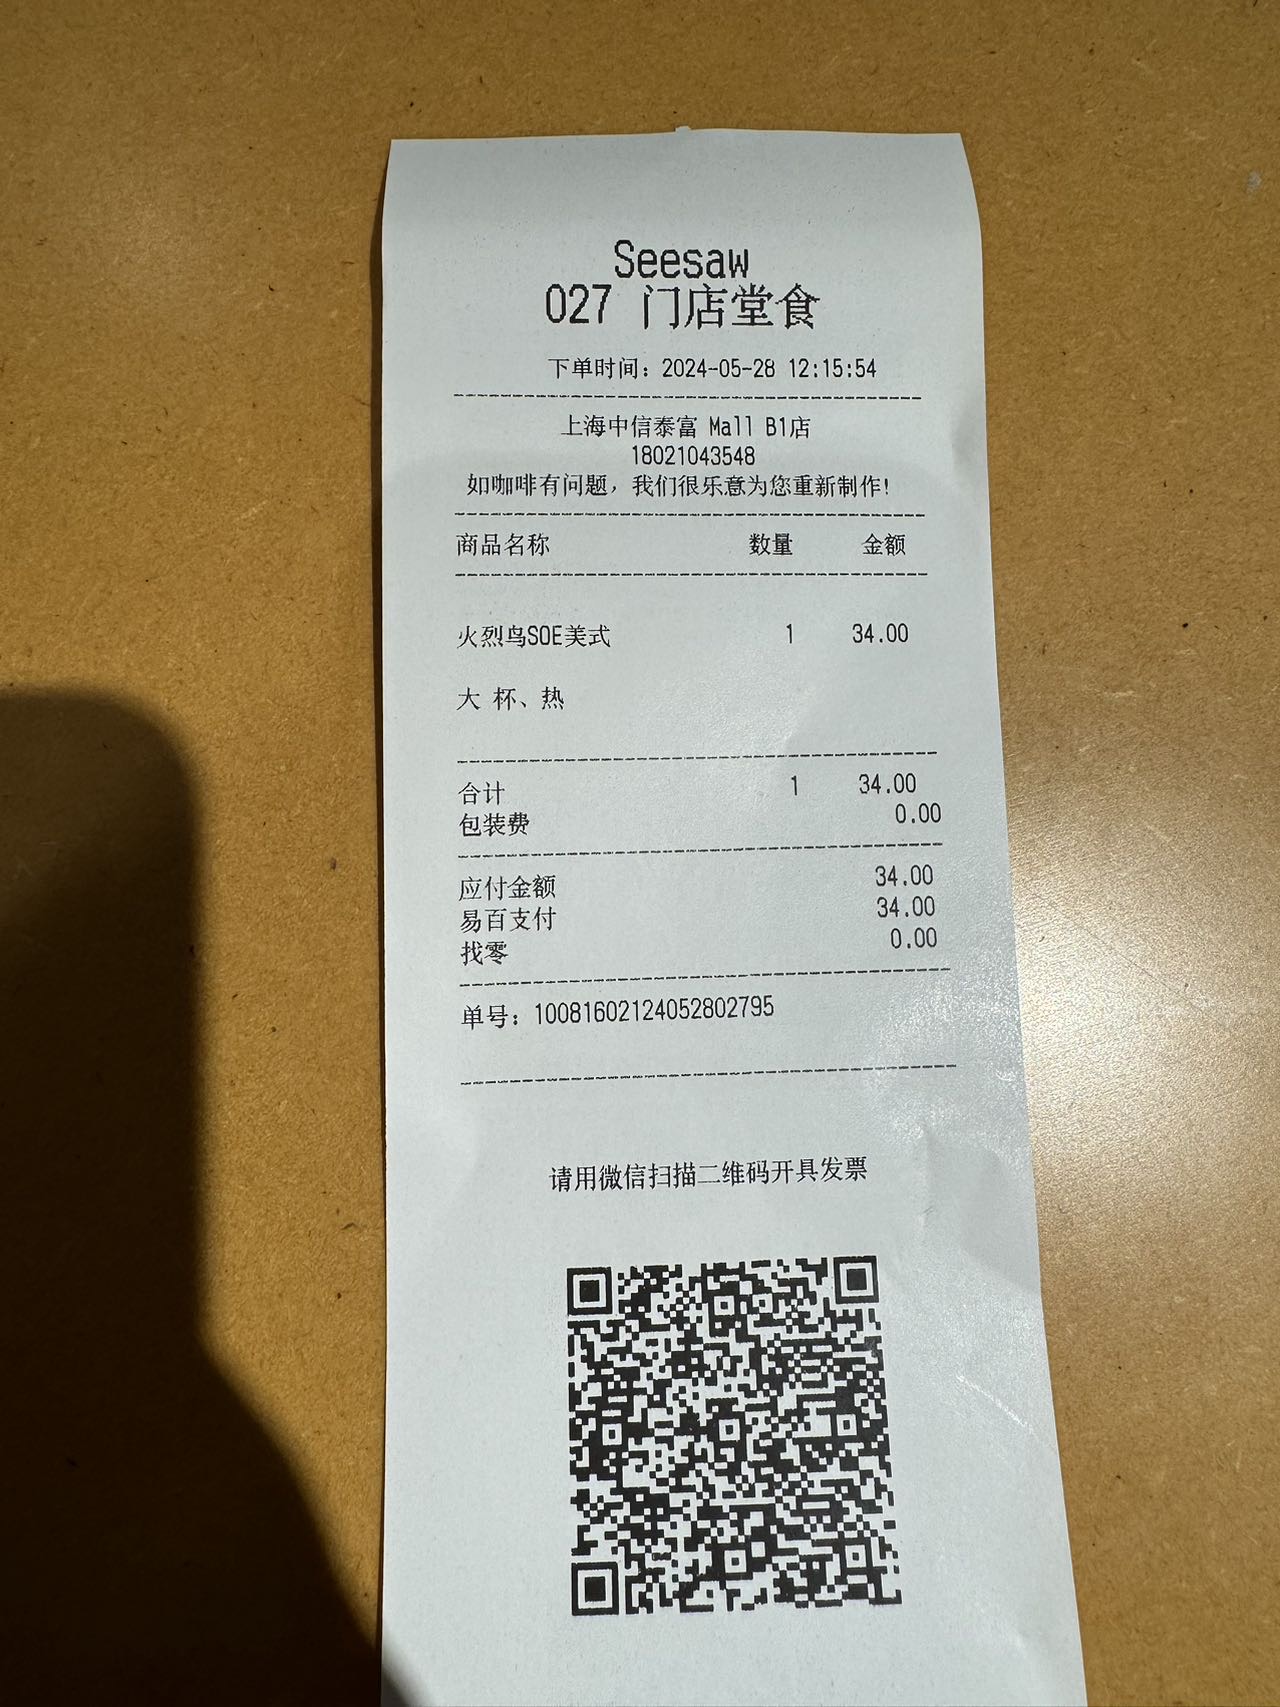 Seesaw
027 门店堂食
下单时间：2024-05-28 12:15:54
上海中信泰富 Mall B1店
18021043548
如咖啡有问题，我们很乐意为您重新制作!
商品名称 数量 金额
火烈鸟SOE美式 1 34.00
大 杯、热
合计 1 34.00
包装费 0.00
应付金额 34.00
易百支付 34.00
找零 0.00
单号：10081602124052802795
请用微信扫描二维码开具发票